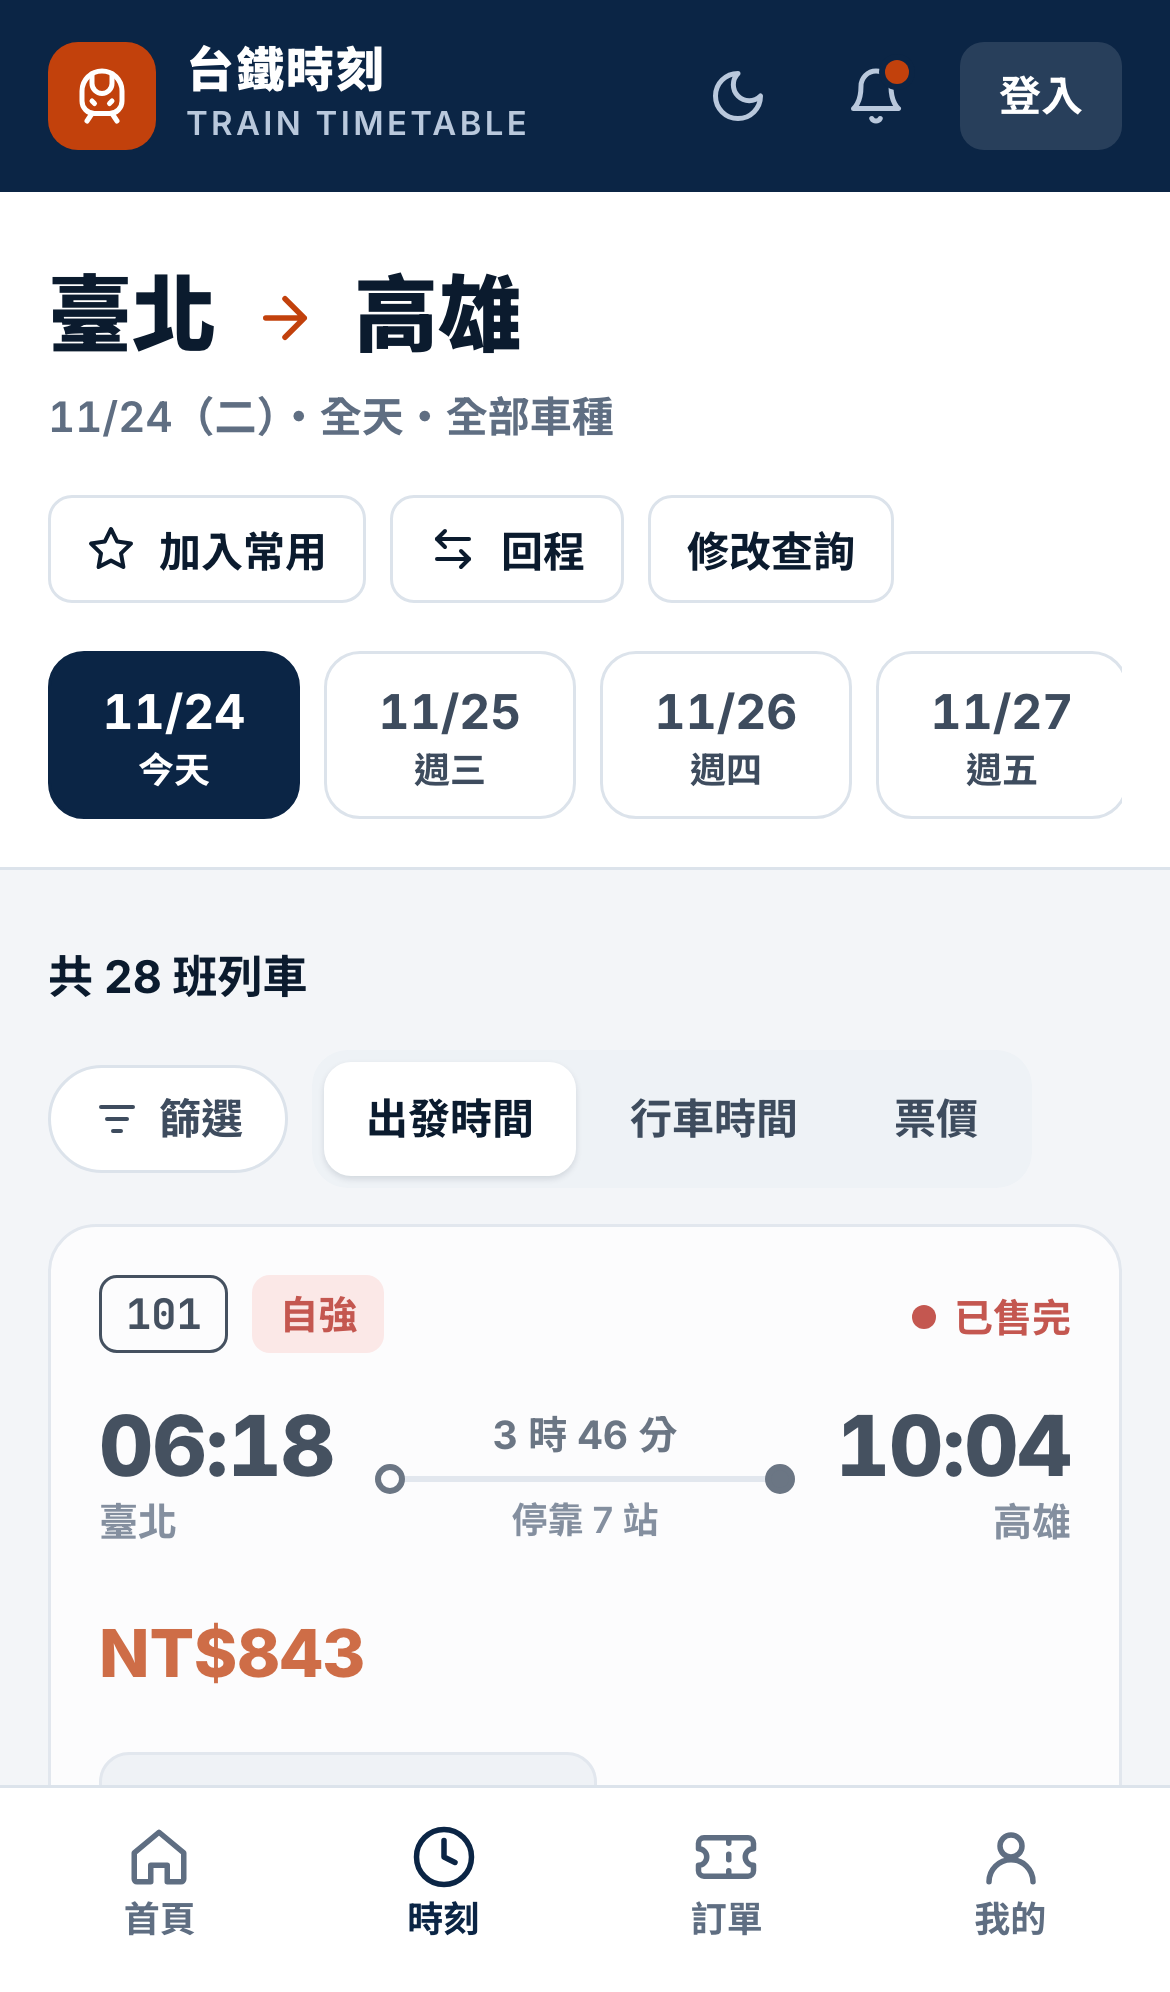 台鐵時刻
TRAIN TIMETABLE
登入
臺北 → 高雄
11/24（二）• 全天 • 全部車種
加入常用
回程
修改查詢
11/24
今天
11/25
週三
11/26
週四
11/27
週五
共 28 班列車
篩選
出發時間
行車時間
票價
101
自強
已售完
06:18
3 時 46 分
10:04
臺北
停靠 7 站
高雄
NT$843
首頁
時刻
訂單
我的